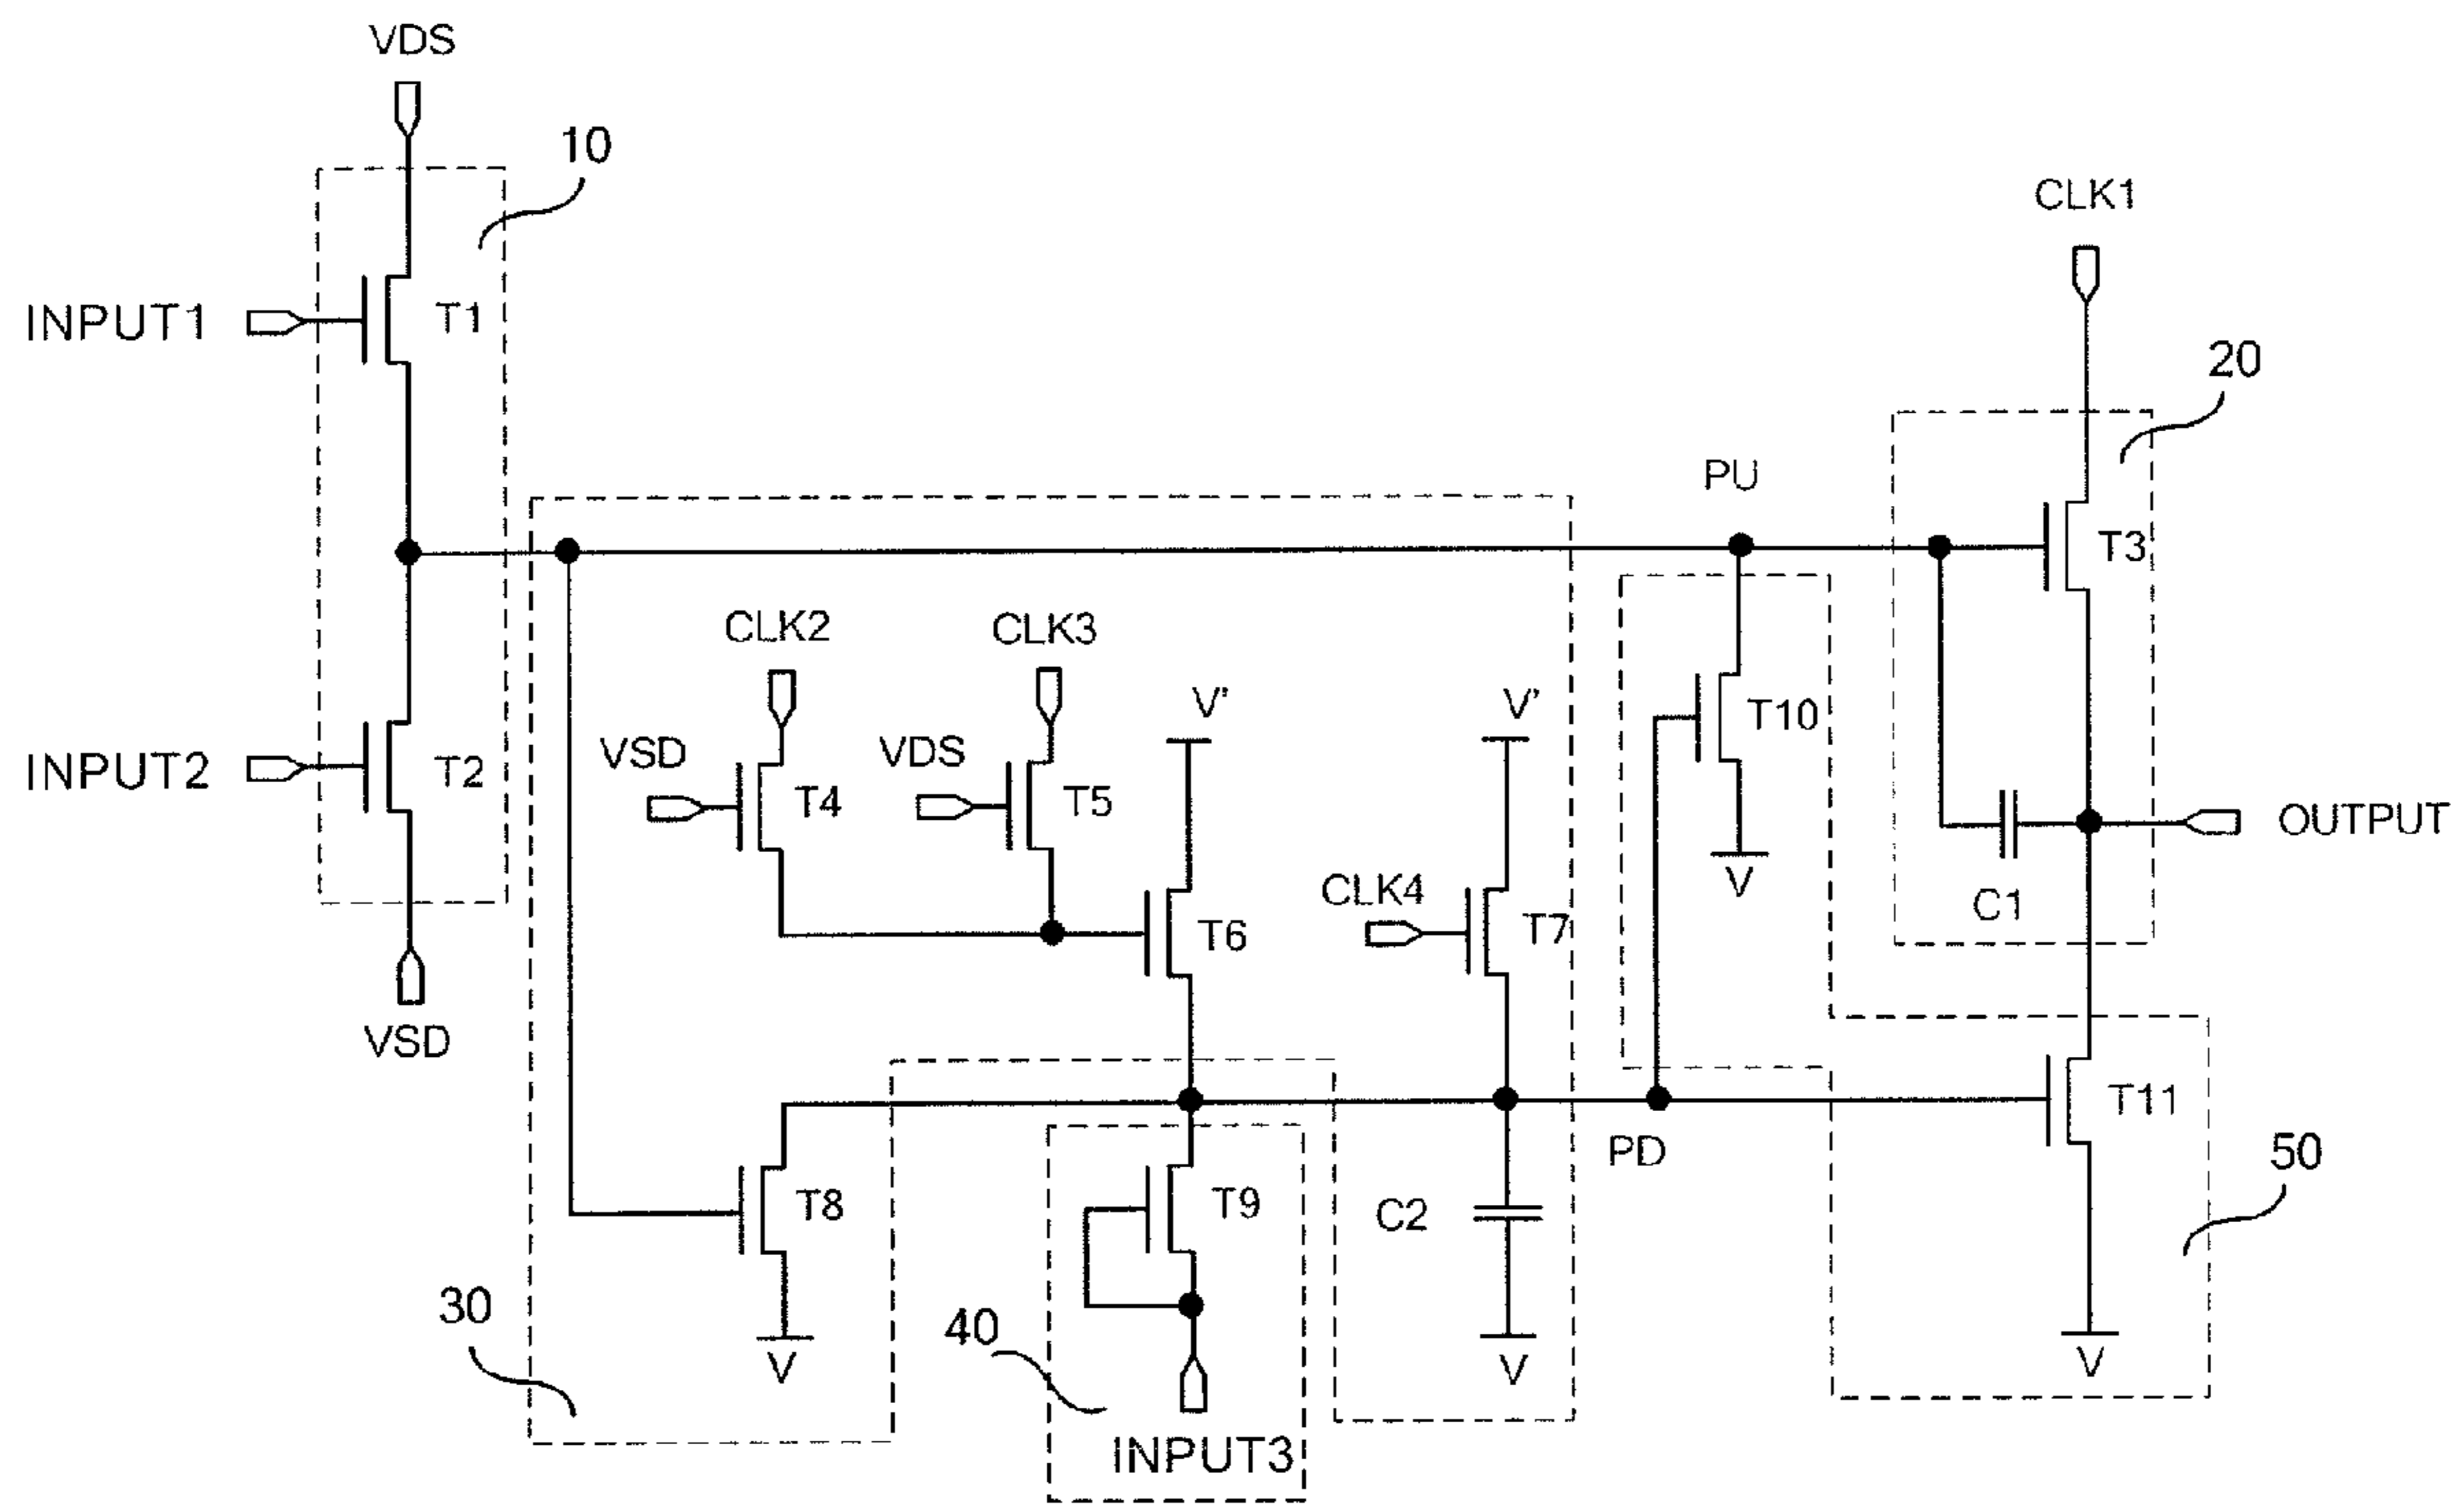 VDS
10
CLK1
INPUT1
T1
20
PU
T3
CLK2
CLK3
V'
V'
T10
VSD
VDS
INPUT2
T2
T4
T5
OUTPUT
V
CLK4
C1
T6
T7
VSD
T11
PD
50
T8
T9
C2
30
40
V
V
V
INPUT3